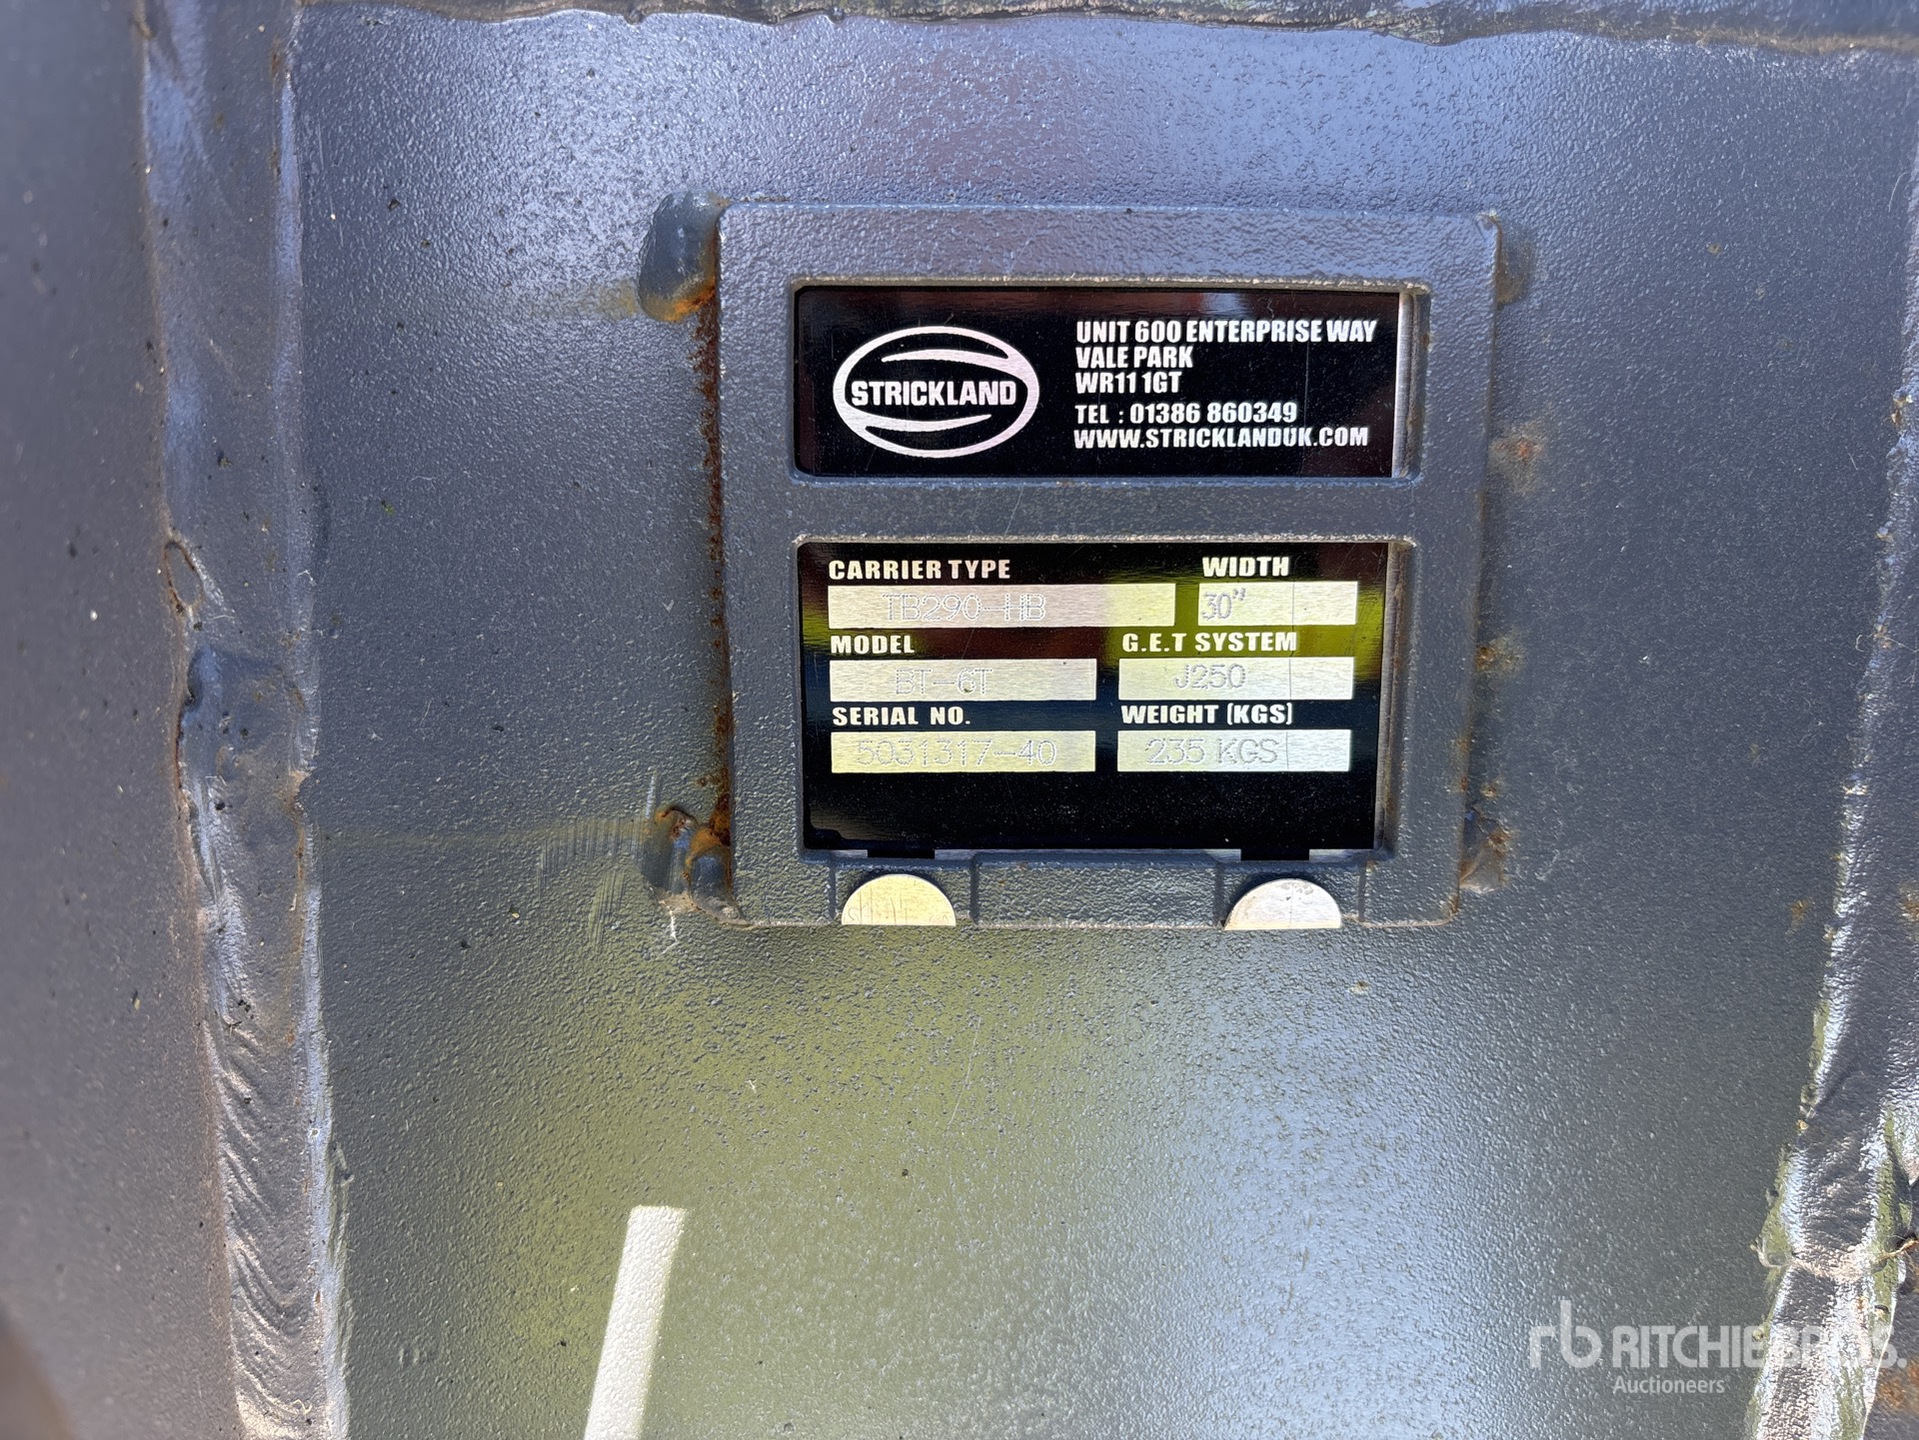 STRICKLAND
UNIT 600 ENTERPRISE WAY
VALE PARK
WR11 1GT
TEL : 01386 860349
WWW.STRICKLANDUK.COM
CARRIER TYPE WIDTH
TB290-HB 30"
MODEL G.E.T SYSTEM
BT-6T J250
SERIAL NO. WEIGHT (KGS)
5031317-40 235 KGS
rb RITCHIE BROS.
Auctioneers